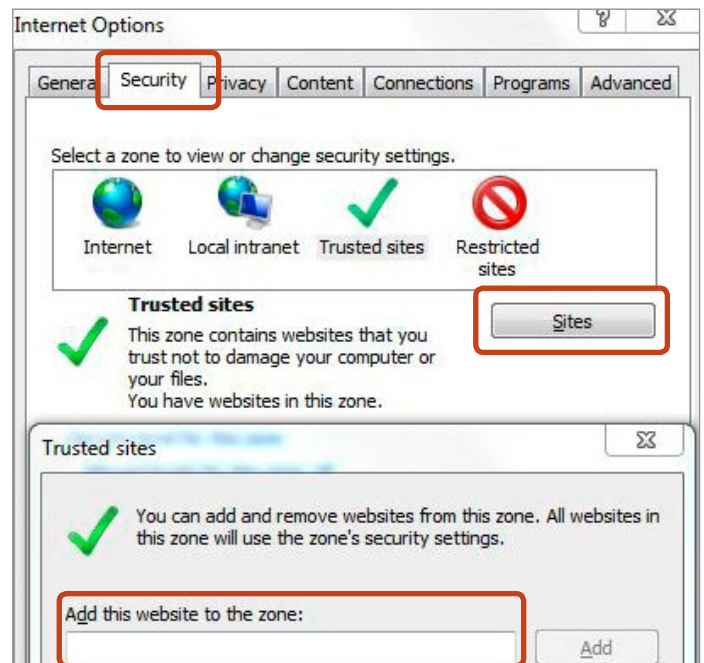 Internet Options
General Security Privacy Content Connections Programs Advanced
Select a zone to view or change security settings.
Internet Local intranet Trusted sites Restricted
sites
Trusted sites
Sites
This zone contains websites that you
trust not to damage your computer or
your files.
You have websites in this zone.
Trusted sites
You can add and remove websites from this zone. All websites in
this zone will use the zone's security settings.
Add this website to the zone:
Add